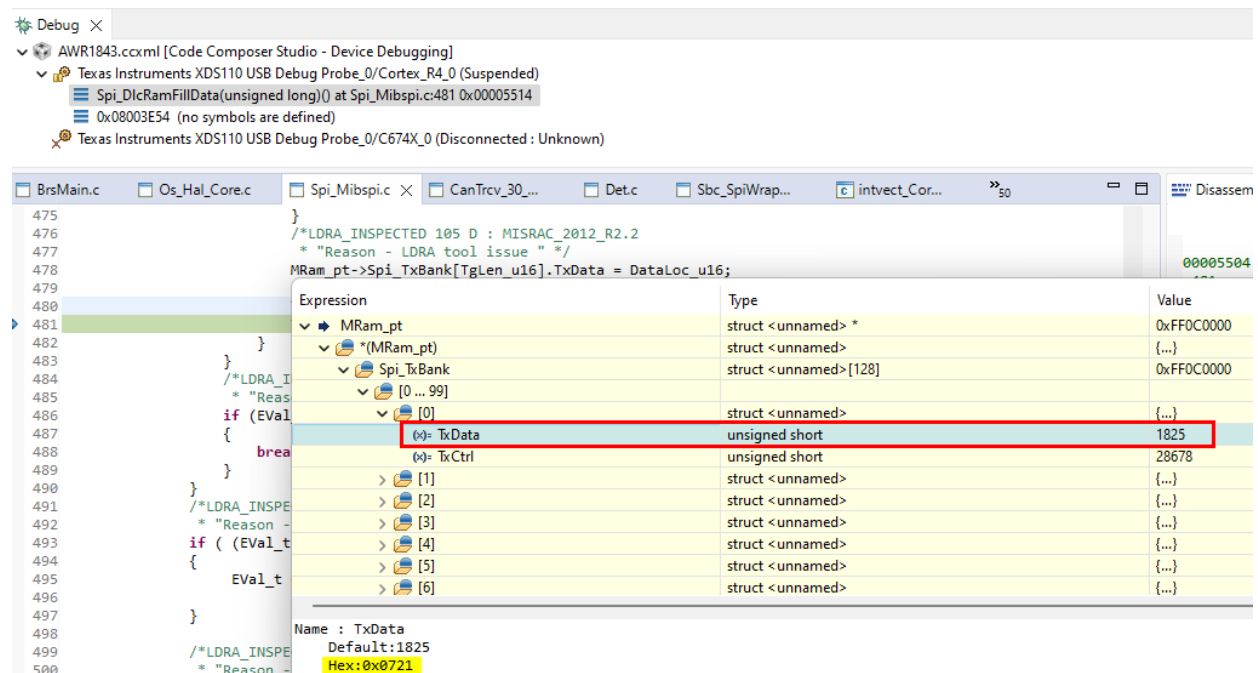 Debug
AWR1843.ccxml [Code Composer Studio - Device Debugging]
Texas Instruments XDS110 USB Debug Probe_0/Cortex_R4_0 (Suspended)
Spi_DlcRamFillData(unsigned long)() at Spi_Mibspi.c:481 0x00005514
0x08003E54 (no symbols are defined)
Texas Instruments XDS110 USB Debug Probe_0/C674X_0 (Disconnected : Unknown)
BrsMain.c Os_Hal_Core.c Spi_Mibspi.c CanTrcv_30_... Det.c Sbc_SpiWrap... intvect_Cor... »50 Disassem
475 }
476 /*LDRA_INSPECTED 105 D : MISRAC_2012_R2.2
477 * "Reason - LDRA tool issue " */
478 MRam_pt->Spi_TxBank[TgLen_u16].TxData = DataLoc_u16;
00005504
479
480
481
482 }
483 }
484 /*LDRA_I
485 * "Reas
486 if (EVal
487 {
488 brea
489 }
490 }
491 /*LDRA_INSPE
492 * "Reason -
493 if ( (EVal_t
494 {
495 EVal_t
496
497 }
498
499 /*LDRA_INSPE
500 * "Reason -
Expression Type Value
MRam_pt struct <unnamed> * 0xFF0C0000
*(MRam_pt) struct <unnamed> {...}
Spi_TxBank struct <unnamed>[128] 0xFF0C0000
[0 ... 99]
[0] struct <unnamed> {...}
(x)= TxData unsigned short 1825
(x)= TxCtrl unsigned short 28678
[1] struct <unnamed> {...}
[2] struct <unnamed> {...}
[3] struct <unnamed> {...}
[4] struct <unnamed> {...}
[5] struct <unnamed> {...}
[6] struct <unnamed> {...}
Name : TxData
Default:1825
Hex:0x0721